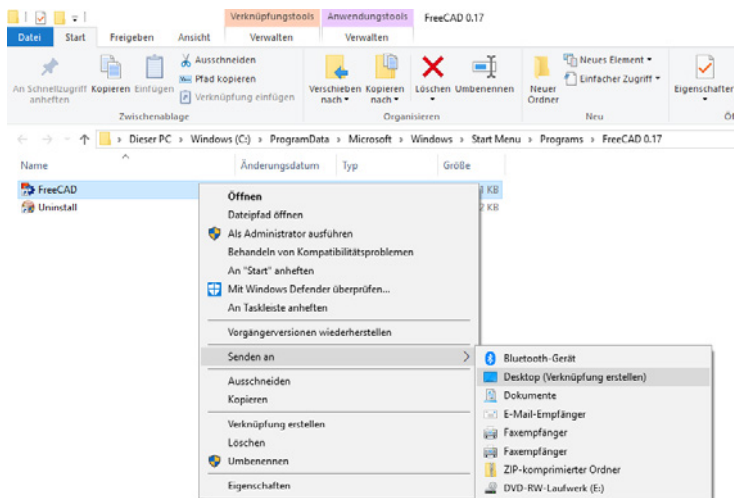 Verknüpfungstools Anwendungstools FreeCAD 0.17
Datei Start Freigeben Ansicht Verwalten Verwalten
An Schnellzugriff anheften
Kopieren
Einfügen
Ausschneiden
Pfad kopieren
Verknüpfung einfügen
Zwischenablage
Verschieben nach
Kopieren nach
Löschen
Umbenennen
Organisieren
Neuer Ordner
Neues Element
Einfacher Zugriff
Neu
Eigenschaften
Öf
Dieser PC > Windows (C:) > ProgramData > Microsoft > Windows > Start Menu > Programs > FreeCAD 0.17
Name Änderungsdatum Typ Größe
FreeCAD 1 KB
Uninstall 2 KB
Öffnen
Dateipfad öffnen
Als Administrator ausführen
Behandeln von Kompatibilitätsproblemen
An "Start" anheften
Mit Windows Defender überprüfen...
An Taskleiste anheften
Vorgängerversionen wiederherstellen
Senden an
Ausschneiden
Kopieren
Verknüpfung erstellen
Löschen
Umbenennen
Eigenschaften
Bluetooth-Gerät
Desktop (Verknüpfung erstellen)
Dokumente
E-Mail-Empfänger
Faxempfänger
Faxempfänger
ZIP-komprimierter Ordner
DVD-RW-Laufwerk (E:)